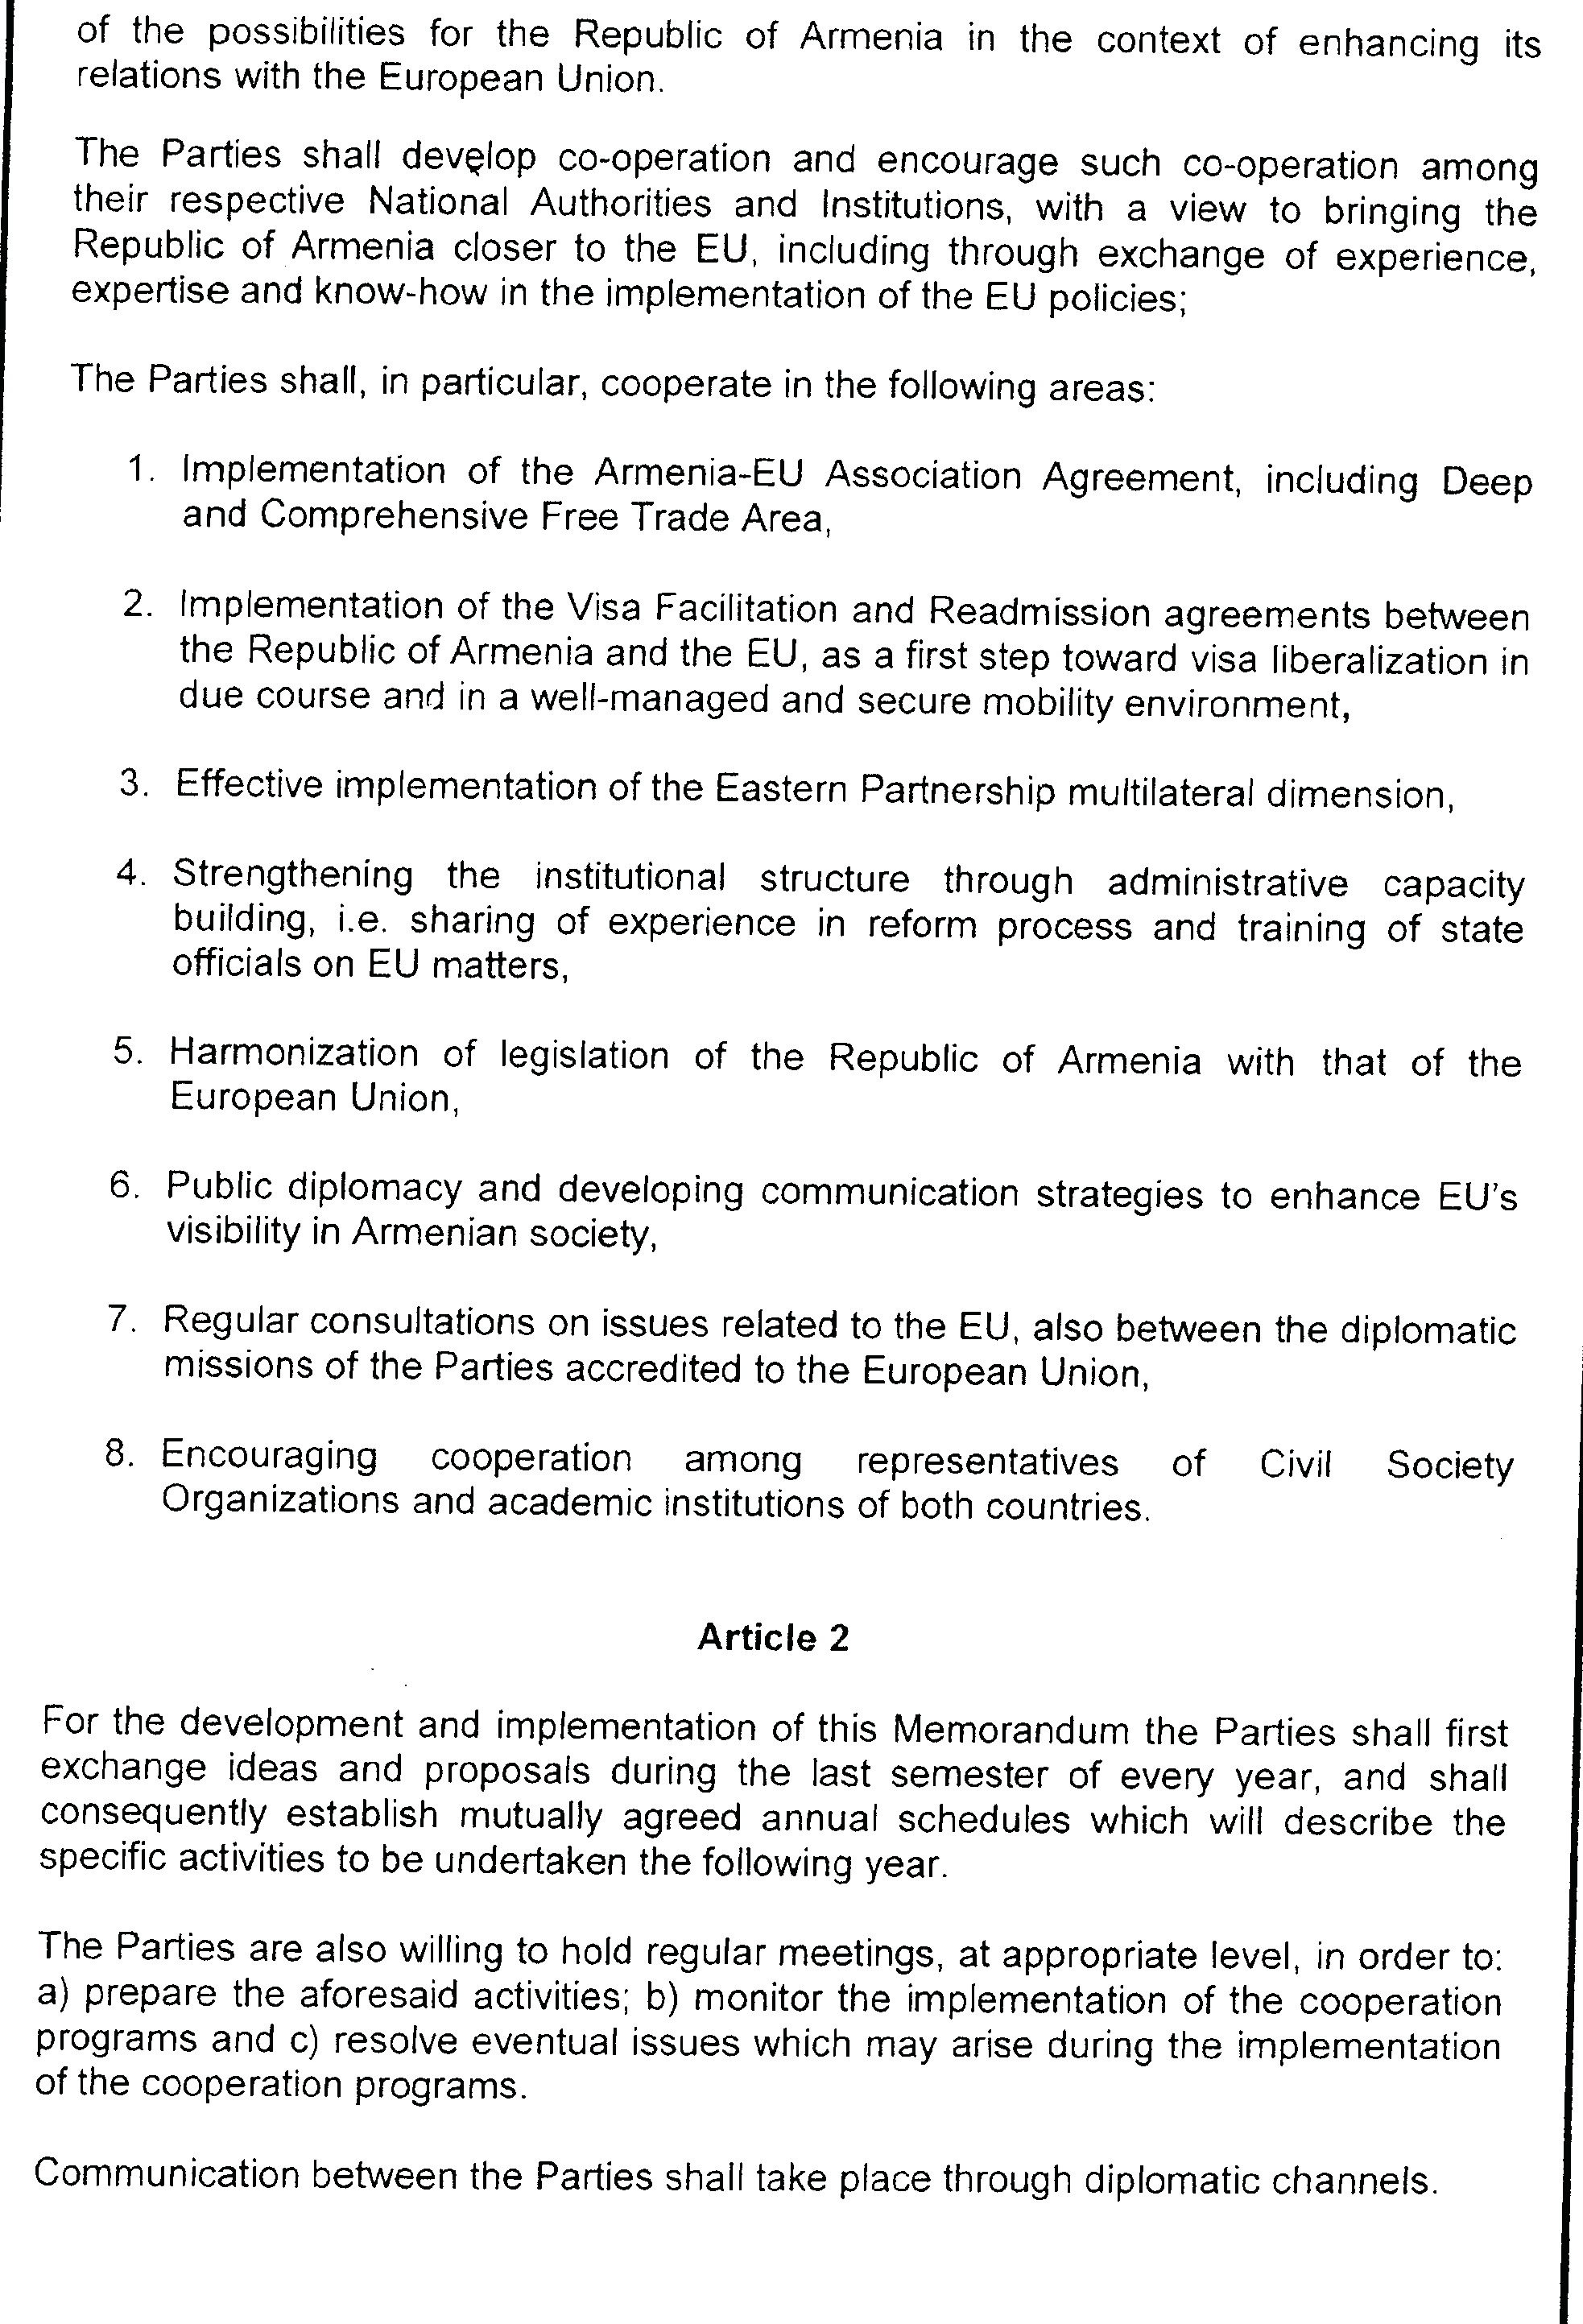 of the possibilities for the Republic of Armenia in the context of enhancing its
relations with the European Union.
The Parties shall develop co-operation and encourage such co-operation among
their respective National Authorities and Institutions, with a view to bringing the
Republic of Armenia closer to the EU, including through exchange of experience,
expertise and know-how in the implementation of the EU policies;
The Parties shall, in particular, cooperate in the following areas:
1. Implementation of the Armenia-EU Association Agreement, including Deep
and Comprehensive Free Trade Area,
2. Implementation of the Visa Facilitation and Readmission agreements between
the Republic of Armenia and the EU, as a first step toward visa liberalization in
due course and in a well-managed and secure mobility environment,
3. Effective implementation of the Eastern Partnership multilateral dimension,
4. Strengthening the institutional structure through administrative capacity
building, i.e. sharing of experience in reform process and training of state
officials on EU matters,
5. Harmonization of legislation of the Republic of Armenia with that of the
European Union,
6. Public diplomacy and developing communication strategies to enhance EU's
visibility in Armenian society,
7. Regular consultations on issues related to the EU, also between the diplomatic
missions of the Parties accredited to the European Union,
8. Encouraging cooperation among representatives of Civil Society
Organizations and academic institutions of both countries.
Article 2
For the development and implementation of this Memorandum the Parties shall first
exchange ideas and proposals during the last semester of every year, and shall
consequently establish mutually agreed annual schedules which will describe the
specific activities to be undertaken the following year.
The Parties are also willing to hold regular meetings, at appropriate level, in order to:
a) prepare the aforesaid activities; b) monitor the implementation of the cooperation
programs and c) resolve eventual issues which may arise during the implementation
of the cooperation programs.
Communication between the Parties shall take place through diplomatic channels.